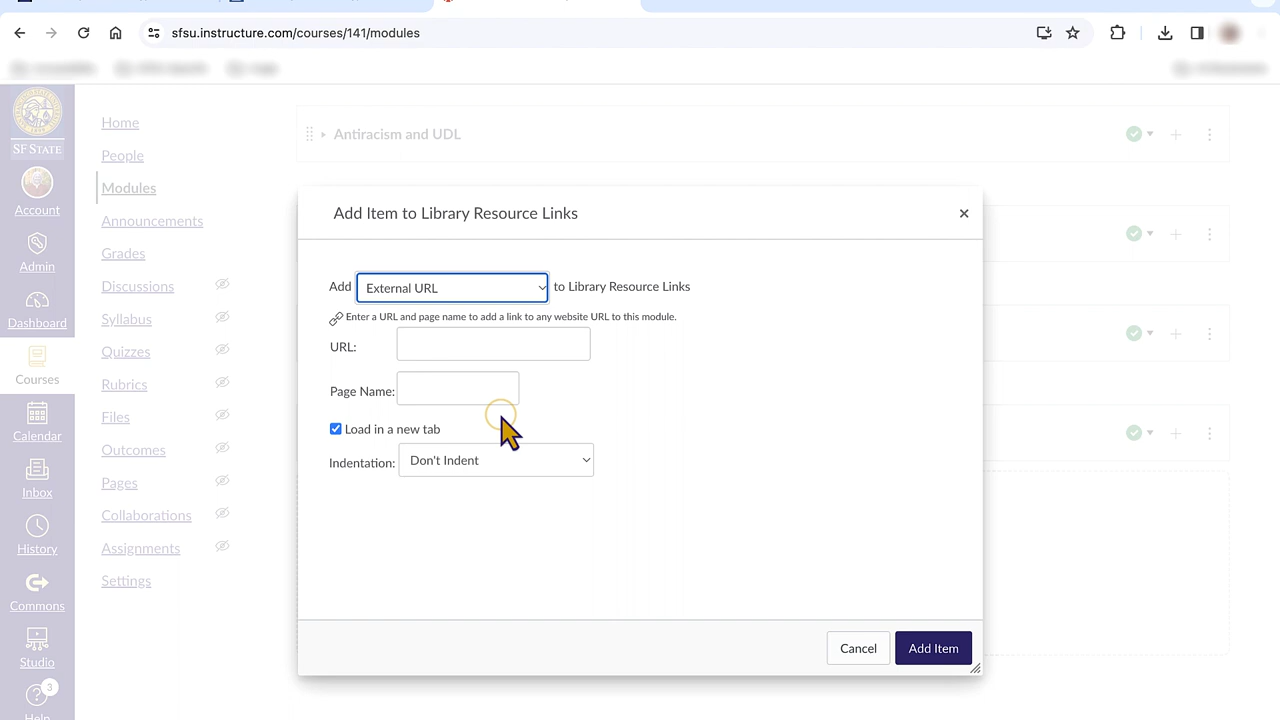 sfsu.instructure.com/courses/141/modules
SF STATE
Account
Admin
Dashboard
Courses
Calendar
Inbox
History
Commons
Studio
3
Help
Home
People
Modules
Announcements
Grades
Discussions
Syllabus
Quizzes
Rubrics
Files
Outcomes
Pages
Collaborations
Assignments
Settings
Antiracism and UDL
Add Item to Library Resource Links
Add External URL to Library Resource Links
Enter a URL and page name to add a link to any website URL to this module.
URL:
Page Name:
Load in a new tab
Indentation: Don't Indent
Cancel Add Item